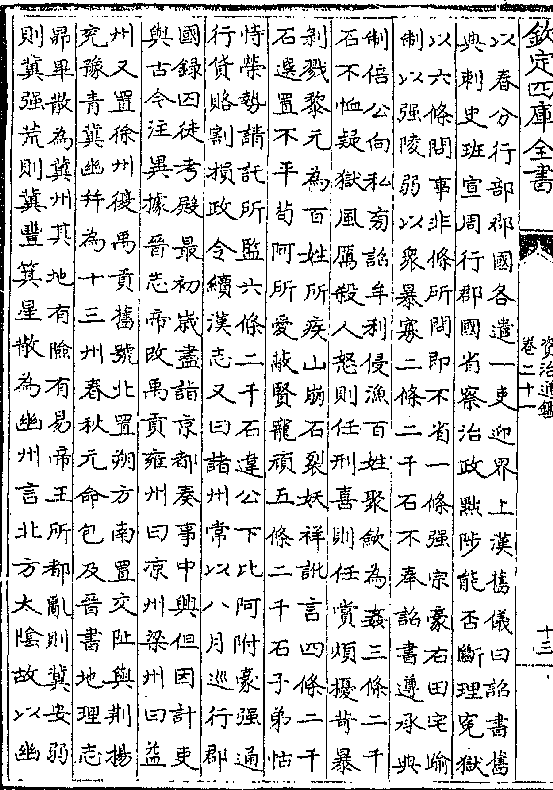 欽定四庫全書
資治通鑑
卷二十一
十三
以春分行部郡國各遣一吏迎界上漢舊儀曰詔書舊
典刺史班宣周行郡國省察治政黜陟能否斷理寃獄
以六條問事非條所問即不省一條强宗豪右田宅踰
制以强陵弱以衆暴寡二條二千石不奉詔書遵承典
制倍公向私旁詔牟利侵漁百姓聚歛為姦三條二千
石不恤疑獄風厲殺人怒則任刑喜則任賞煩擾苛暴
剝戮黎元為百姓所疾山崩石裂妖祥訛言四條二千
石選置不平苟阿所愛蔽賢寵頑五條二千石子弟怙
恃榮勢請託所監六條二千石違公下比阿附豪强通
行貨賂割損政令續漢志又曰諸州常以八月巡行郡
國録囚徒考殿最初歲盡詣京都奏事中興但因計吏
與古今注異據晉志帝改禹貢雍州曰凉州梁州曰益
州又置徐州復禹貢舊號北置朔方南置交阯與荆揚
兖豫青冀幽幷為十三州春秋元命包及晉書地理志
昴畢散為冀州其地有險有易帝王所都亂則冀安弱
則冀强荒則冀豐箕星散為幽州言北方太陰故以幽